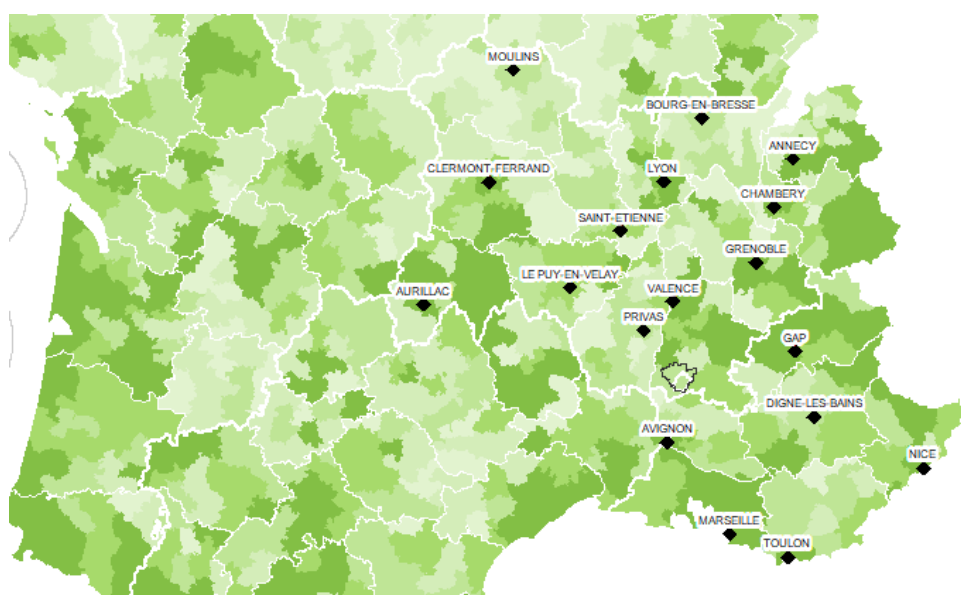 MOULINS
BOURG-EN-BRESSE
ANNECY
CLERMONT-FERRAND
LYON
CHAMBERY
SAINT-ETIENNE
GRENOBLE
LE PUY-EN-VELAY
AURILLAC
VALENCE
PRIVAS
GAP
DIGNE-LES-BAINS
AVIGNON
NICE
MARSEILLE
TOULON